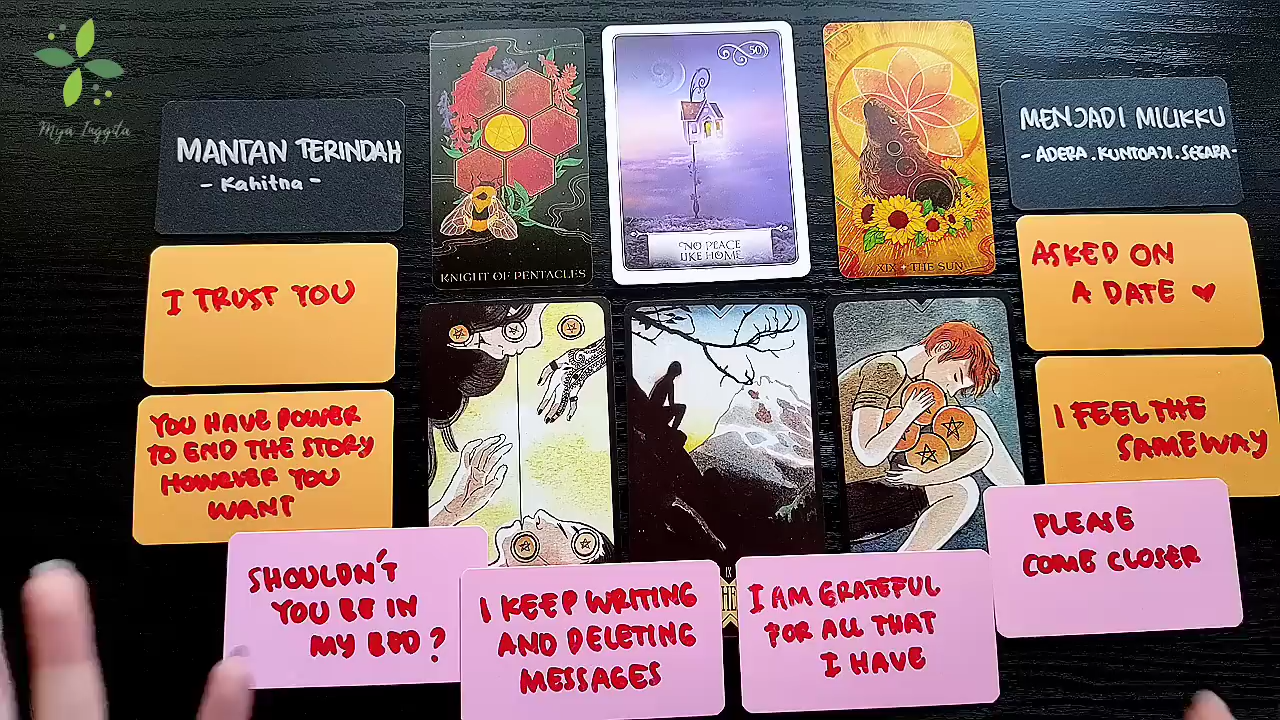 Mya Inggita
MANTAN TERINDAH
- Kahitna -
I TRUST YOU
YOU HAVE POWER
TO END THE STORY
HOWEVER YOU
WANT
KNIGHT OF PENTACLES
50
NO PLACE
LIKE HOME
XIX • THE SUN
MENJADI MILIKKU
- ADERA . KUNTOAJI . SEGARA -
ASKED ON
A DATE ♥
I FEEL THE
SAME WAY
SHOULDN'T
YOU BE IN
MY BED?
I KEEP WRITING
AND DELETING
MESSAGES
I AM GRATEFUL
FOR ALL THAT
I HAVE
PLEASE
COME CLOSER